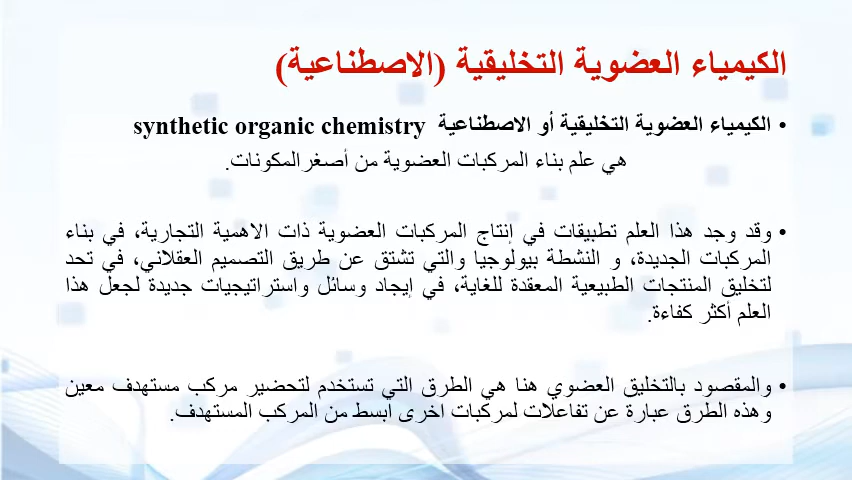 الكيمياء العضوية التخليقية (الاصطناعية)
• الكيمياء العضوية التخليقية أو الاصطناعية synthetic organic chemistry
هي علم بناء المركبات العضوية من أصغرالمكونات.
• وقد وجد هذا العلم تطبيقات في إنتاج المركبات العضوية ذات الاهمية التجارية، في بناء
المركبات الجديدة، و النشطة بيولوجيا والتي تشتق عن طريق التصميم العقلاني، في تحد
لتخليق المنتجات الطبيعية المعقدة للغاية، في إيجاد وسائل واستراتيجيات جديدة لجعل هذا
العلم أكثر كفاءة.
• والمقصود بالتخليق العضوي هنا هي الطرق التي تستخدم لتحضير مركب مستهدف معين
وهذه الطرق عبارة عن تفاعلات لمركبات اخرى ابسط من المركب المستهدف.